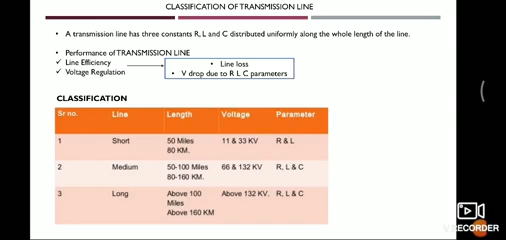 CLASSIFICATION OF TRANSMISSION LINE
• A transmission line has three constants R, L and C distributed uniformly along the whole length of the line.
• Performance of TRANSMISSION LINE
✓ Line Efficiency
✓ Voltage Regulation
• Line loss
• V drop due to R L C parameters
CLASSIFICATION
Sr no. Line Length Voltage Parameter
1 Short 50 Miles 11 & 33 KV R & L
80 KM.
2 Medium 50-100 Miles 66 & 132 KV R, L & C
80-160 KM.
3 Long Above 100 Above 132 KV. R, L & C
Miles
Above 160 KM
V.RECORDER